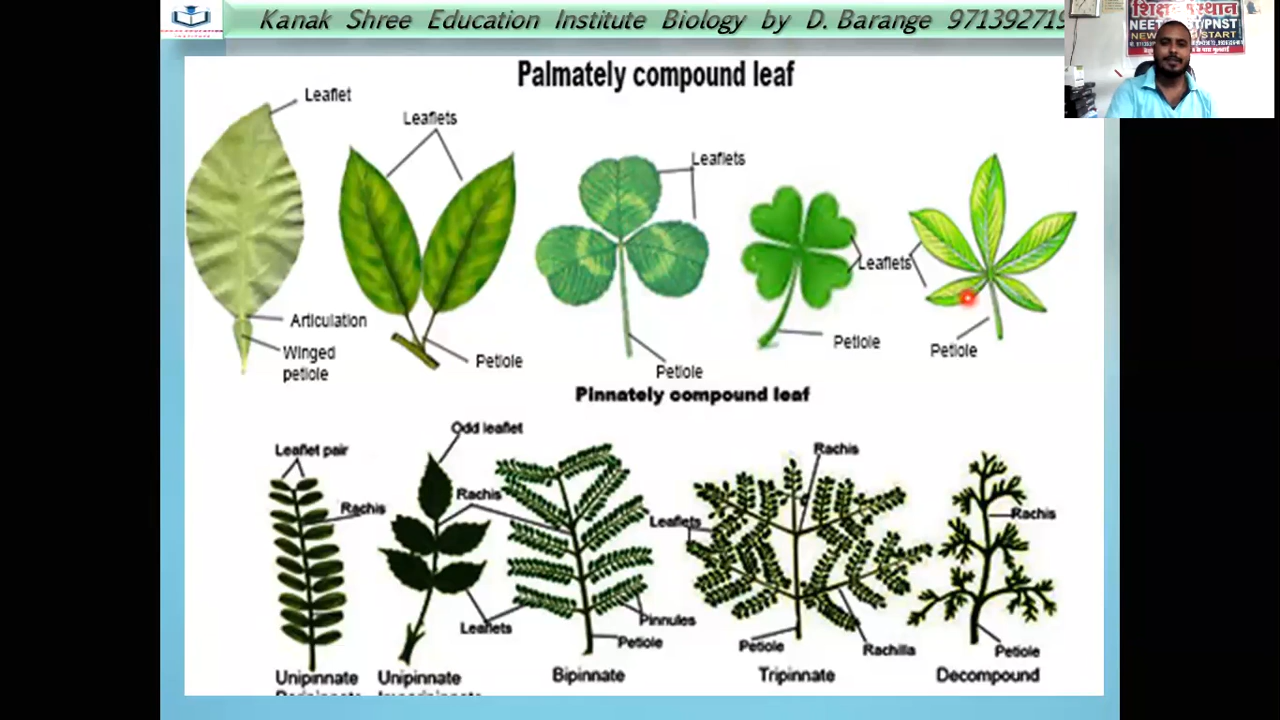 Kanak Shree Education Institute Biology by D. Barange 971392719
Palmately compound leaf
Leaflet
Leaflets
Leaflets
Leaflets
Articulation
Winged
petiole
Petiole
Petiole
Petiole
Petiole
Pinnately compound leaf
Leaflet pair
Odd leaflet
Rachis
Rachis
Rachis
Rachis
Leaflets
Leaflets
Pinnules
Petiole
Petiole
Rachilla
Petiole
Unipinnate
Unipinnate
Bipinnate
Tripinnate
Decompound